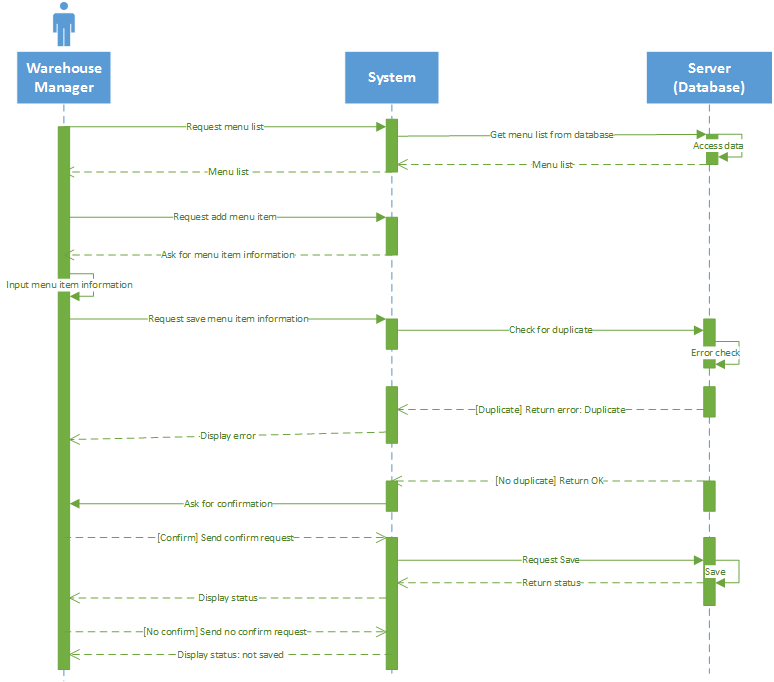 Warehouse
Manager
System
Server
(Database)
Request menu list
Get menu list from database
Access data
Menu list
Menu list
Request add menu item
Ask for menu item information
Input menu item information
Request save menu item information
Check for duplicate
Error check
[Duplicate] Return error: Duplicate
Display error
[No duplicate] Return OK
Ask for confirmation
[Confirm] Send confirm request
Request Save
Save
Return status
Display status
[No confirm] Send no confirm request
Display status: not saved